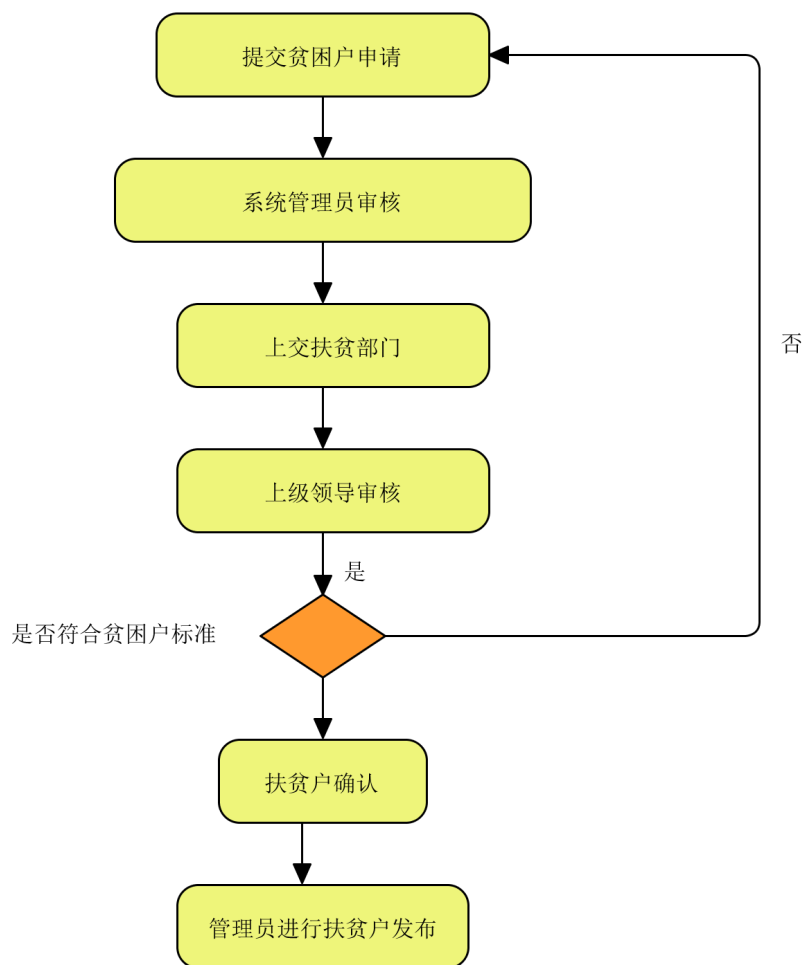 提交贫困户申请
系统管理员审核
上交扶贫部门
否
上级领导审核
是
是否符合贫困户标准
扶贫户确认
管理员进行扶贫户发布